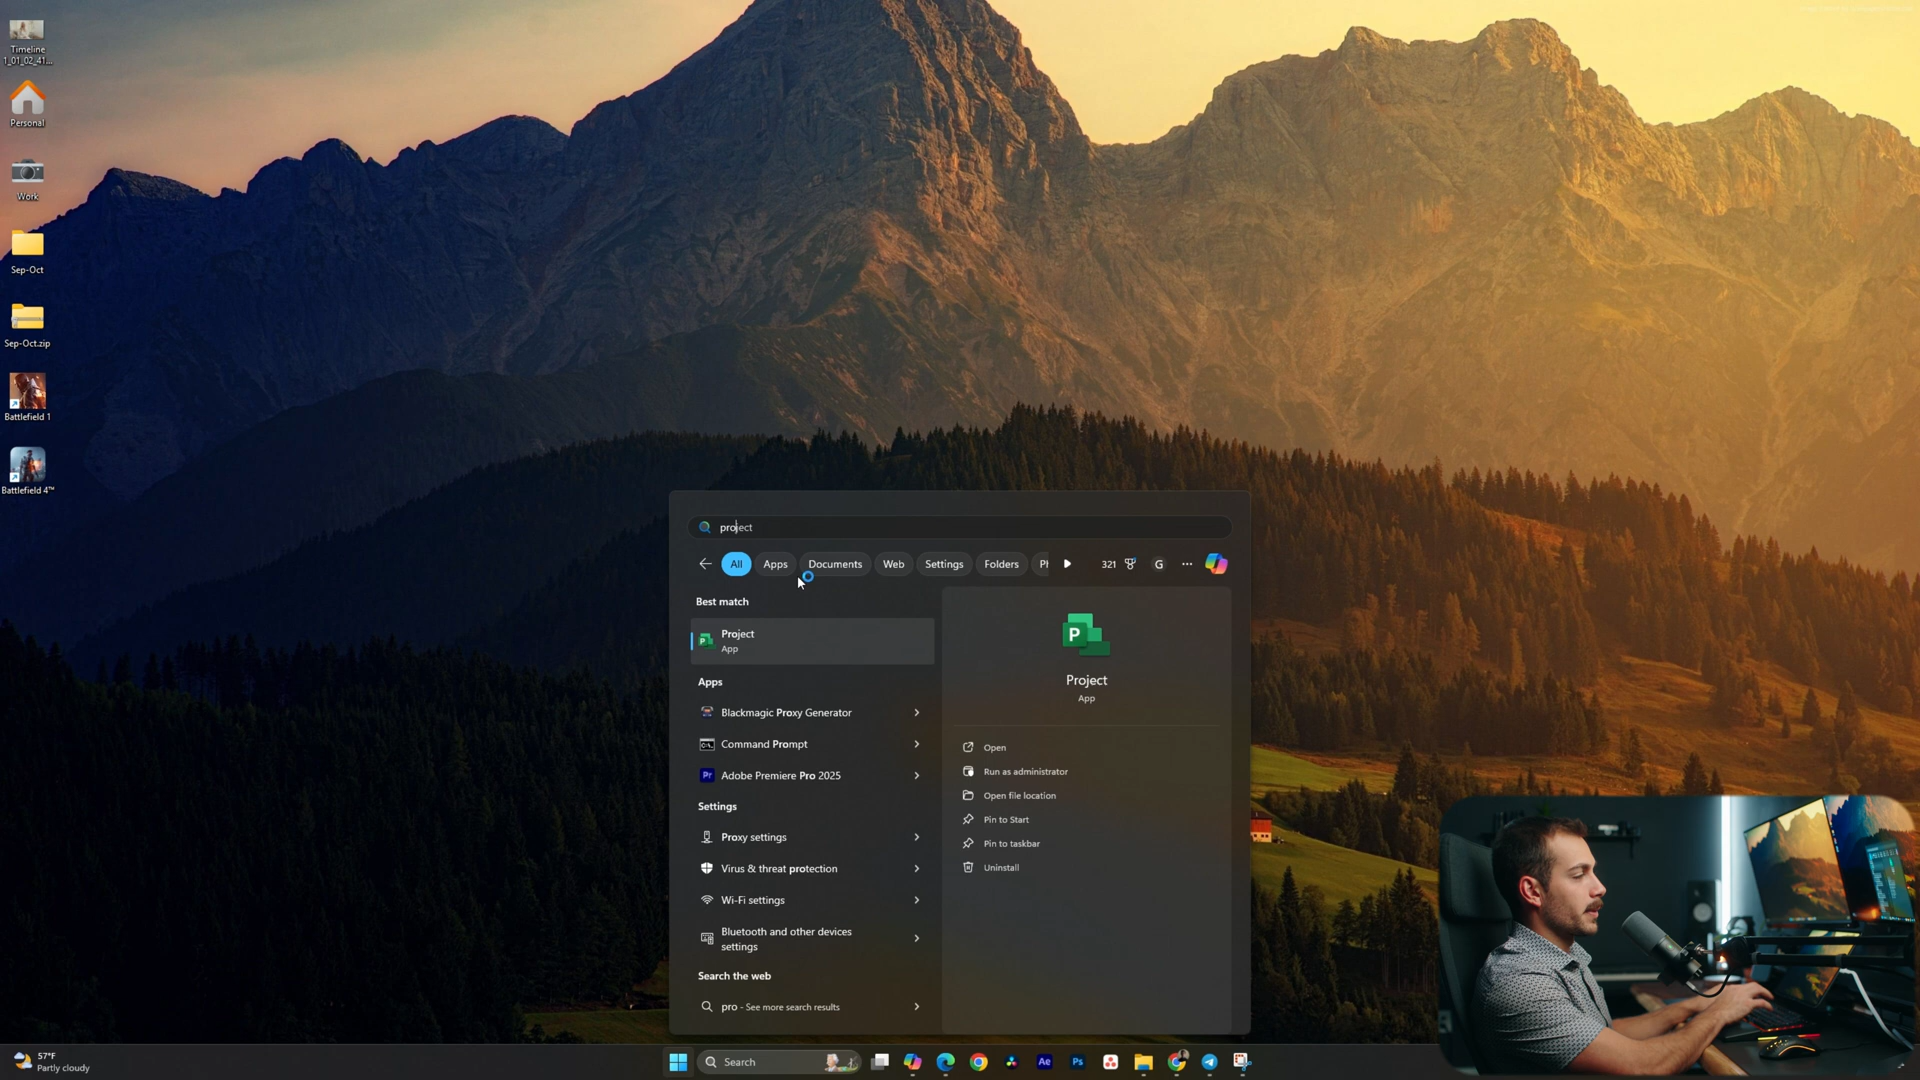 Timeline
1_01_02_41...
Personal
Work
Sep-Oct
Sep-Oct.zip
Battlefield 1
Battlefield 4™
project
All
Apps
Documents
Web
Settings
Folders
321
G
Best match
Project
App
Apps
Blackmagic Proxy Generator
Command Prompt
Adobe Premiere Pro 2025
Settings
Proxy settings
Virus & threat protection
Wi-Fi settings
Bluetooth and other devices
settings
Search the web
pro - See more search results
P
Project
App
Open
Run as administrator
Open file location
Pin to Start
Pin to taskbar
Uninstall
57°F
Partly cloudy
Search
Ae
Ps